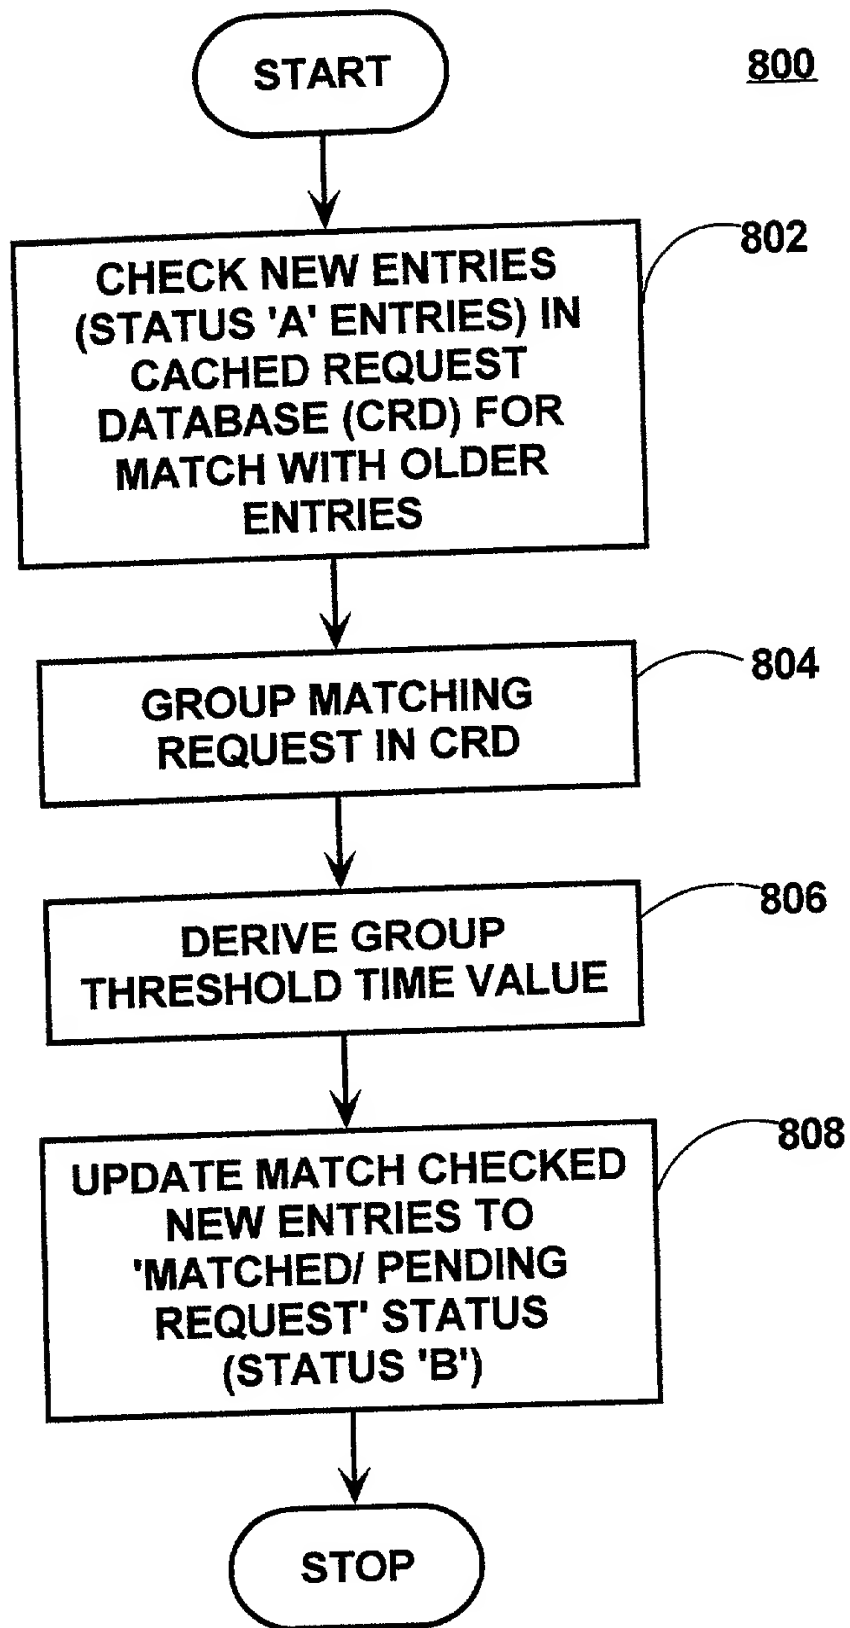 START
800
802
CHECK NEW ENTRIES
(STATUS 'A' ENTRIES) IN
CACHED REQUEST
DATABASE (CRD) FOR
MATCH WITH OLDER
ENTRIES
804
GROUP MATCHING
REQUEST IN CRD
806
DERIVE GROUP
THRESHOLD TIME VALUE
808
UPDATE MATCH CHECKED
NEW ENTRIES TO
'MATCHED/ PENDING
REQUEST' STATUS
(STATUS 'B')
STOP